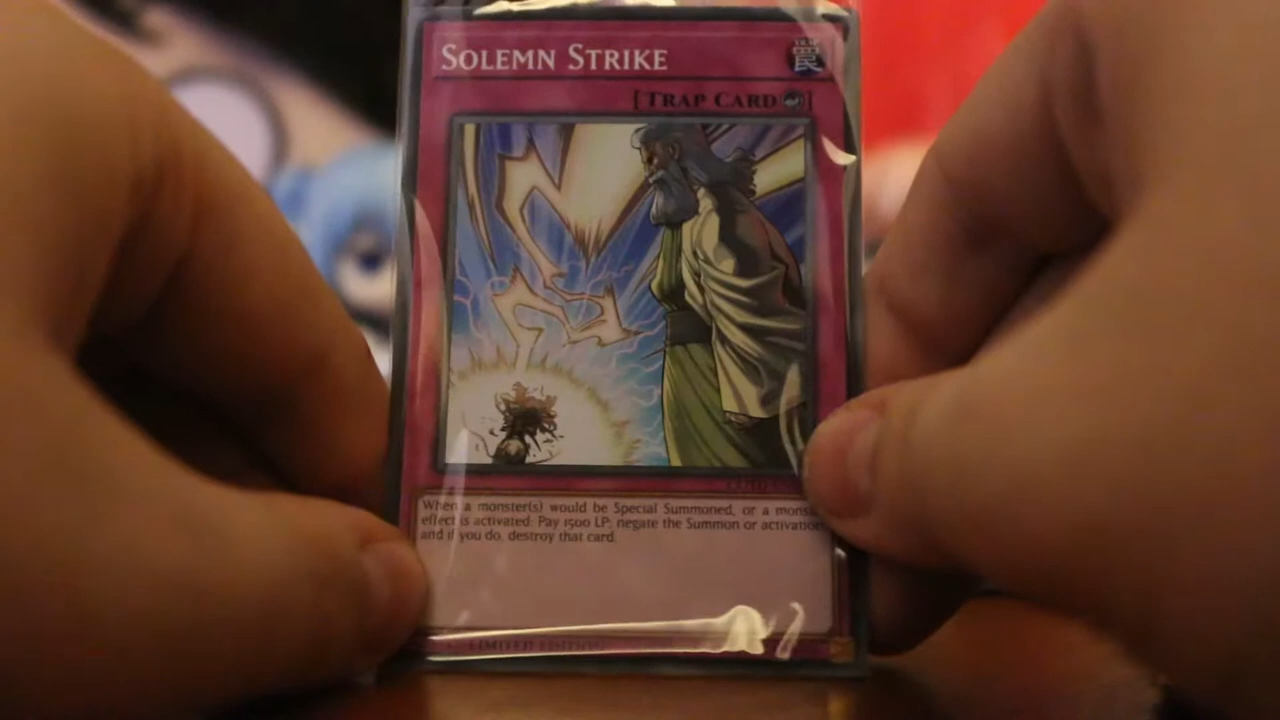 SOLEMN STRIKE
TRAP
罠
[TRAP CARD]
When a monster(s) would be Special Summoned, or a
effect is activated: Pay 1500 LP; negate the Summon or activation
and if you do, destroy that card.
LIMITED EDITION